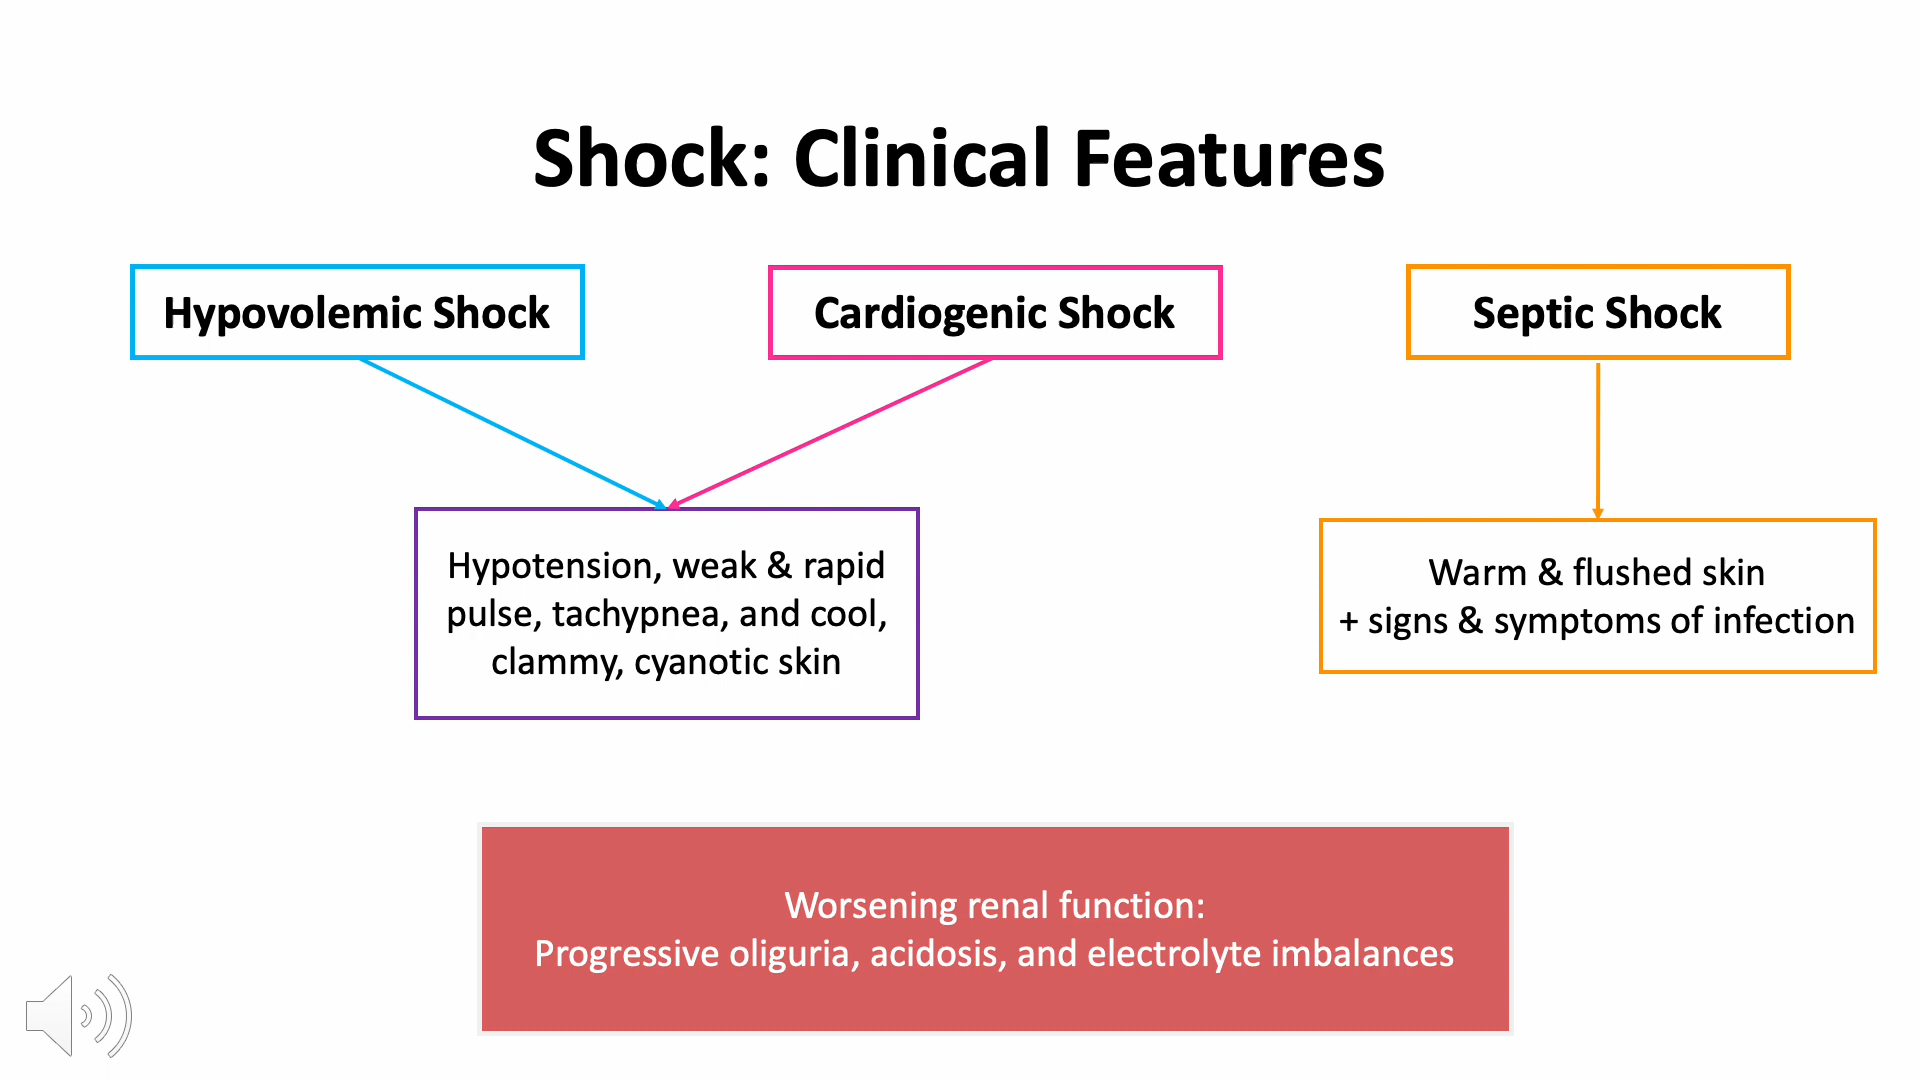 Shock: Clinical Features
Hypovolemic Shock
Cardiogenic Shock
Septic Shock
Hypotension, weak & rapid
pulse, tachypnea, and cool,
clammy, cyanotic skin
Warm & flushed skin
+ signs & symptoms of infection
Worsening renal function:
Progressive oliguria, acidosis, and electrolyte imbalances